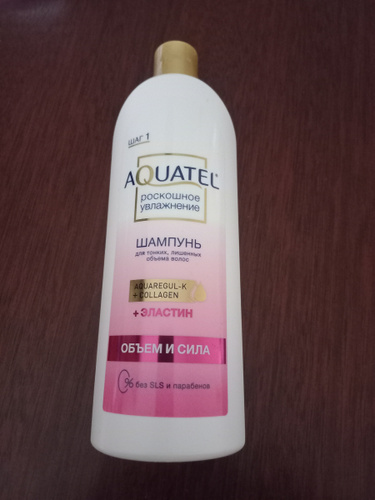 ШАГ 1
AQUATEL
роскошное
увлажнение
ШАМПУНЬ
для тонких, лишенных
объема волос
AQUAREGUL-K
+ COLLAGEN
+ ЭЛАСТИН
ОБЪЕМ И СИЛА
% без SLS и парабенов